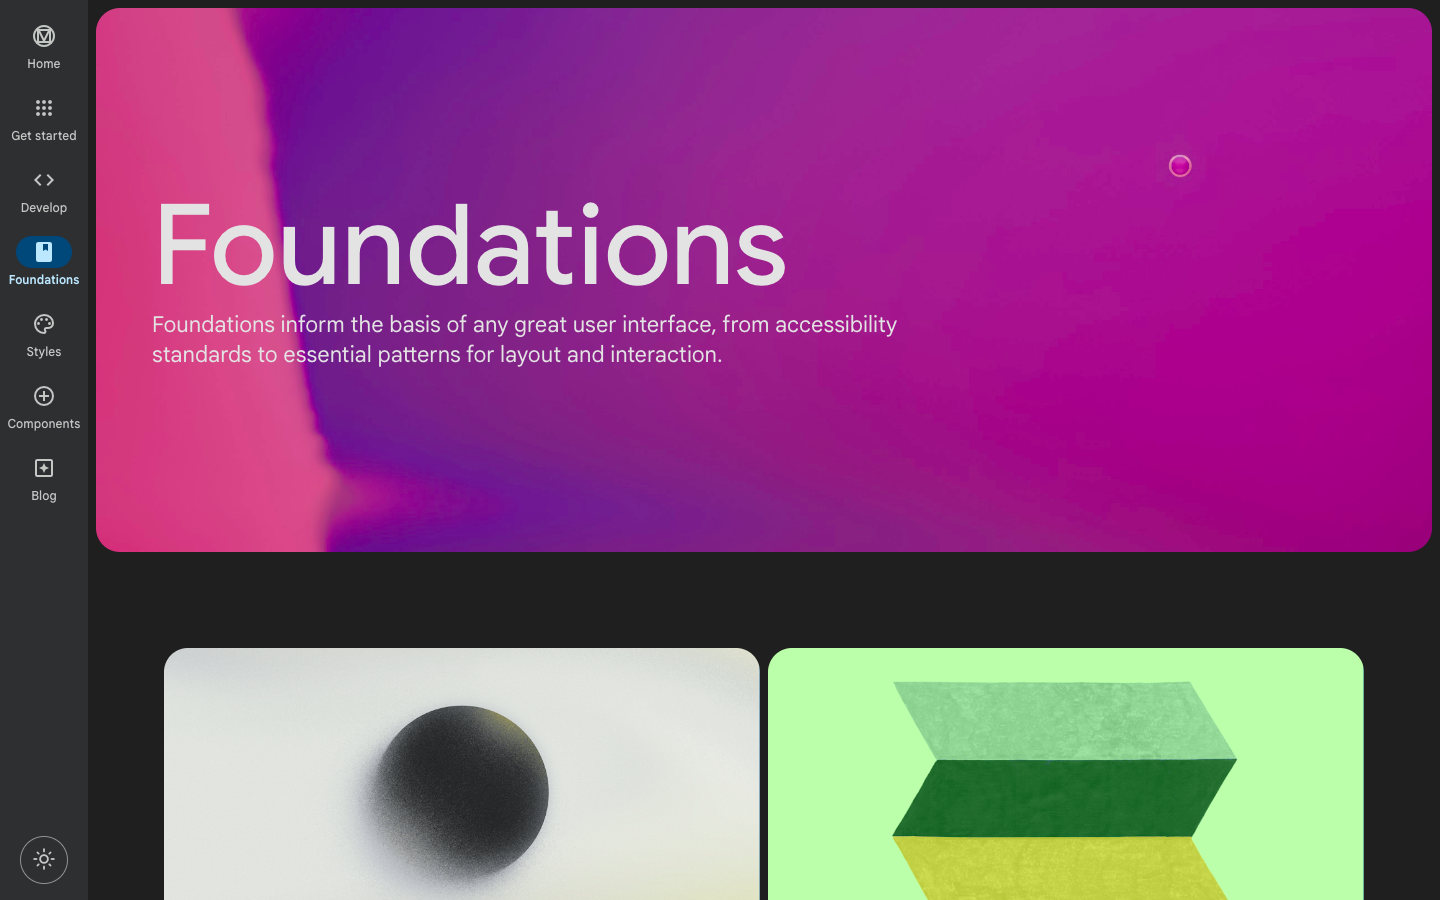 Home
Get started
Develop
Foundations
Styles
Components
Blog
Foundations
Foundations inform the basis of any great user interface, from accessibility
standards to essential patterns for layout and interaction.